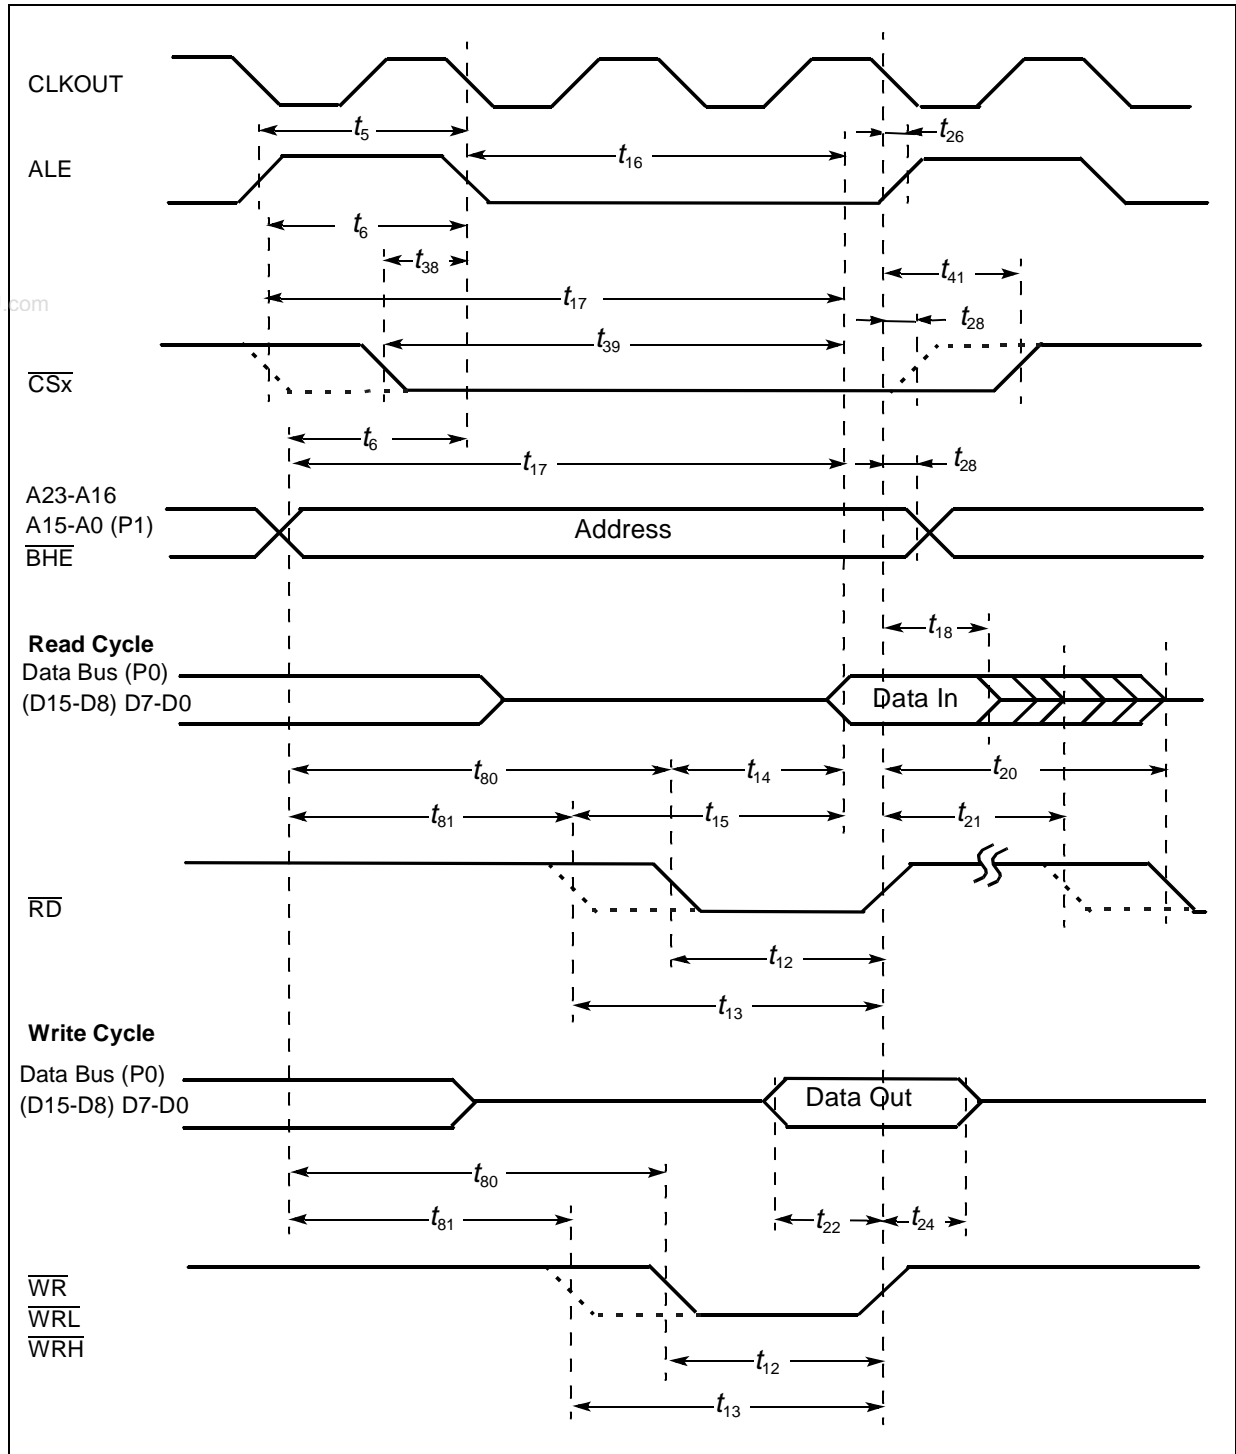 CLKOUT
t5
t26
ALE
t16
t6
t38
t41
.com
t17
t28
t39
CSx
t6
t17
t28
A23-A16
A15-A0 (P1)
Address
BHE
t18
Read Cycle
Data Bus (P0)
(D15-D8) D7-D0
Data In
t80
t14
t20
t81
t15
t21
RD
t12
t13
Write Cycle
Data Bus (P0)
(D15-D8) D7-D0
Data Out
t80
t81
t22
t24
WR
WRL
WRH
t12
t13